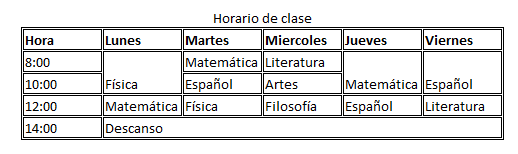 Horario de clase
Hora Lunes Martes Miercoles Jueves Viernes
8:00 Matemática Literatura
10:00 Física Español Artes Matemática Español
12:00 Matemática Física Filosofía Español Literatura
14:00 Descanso